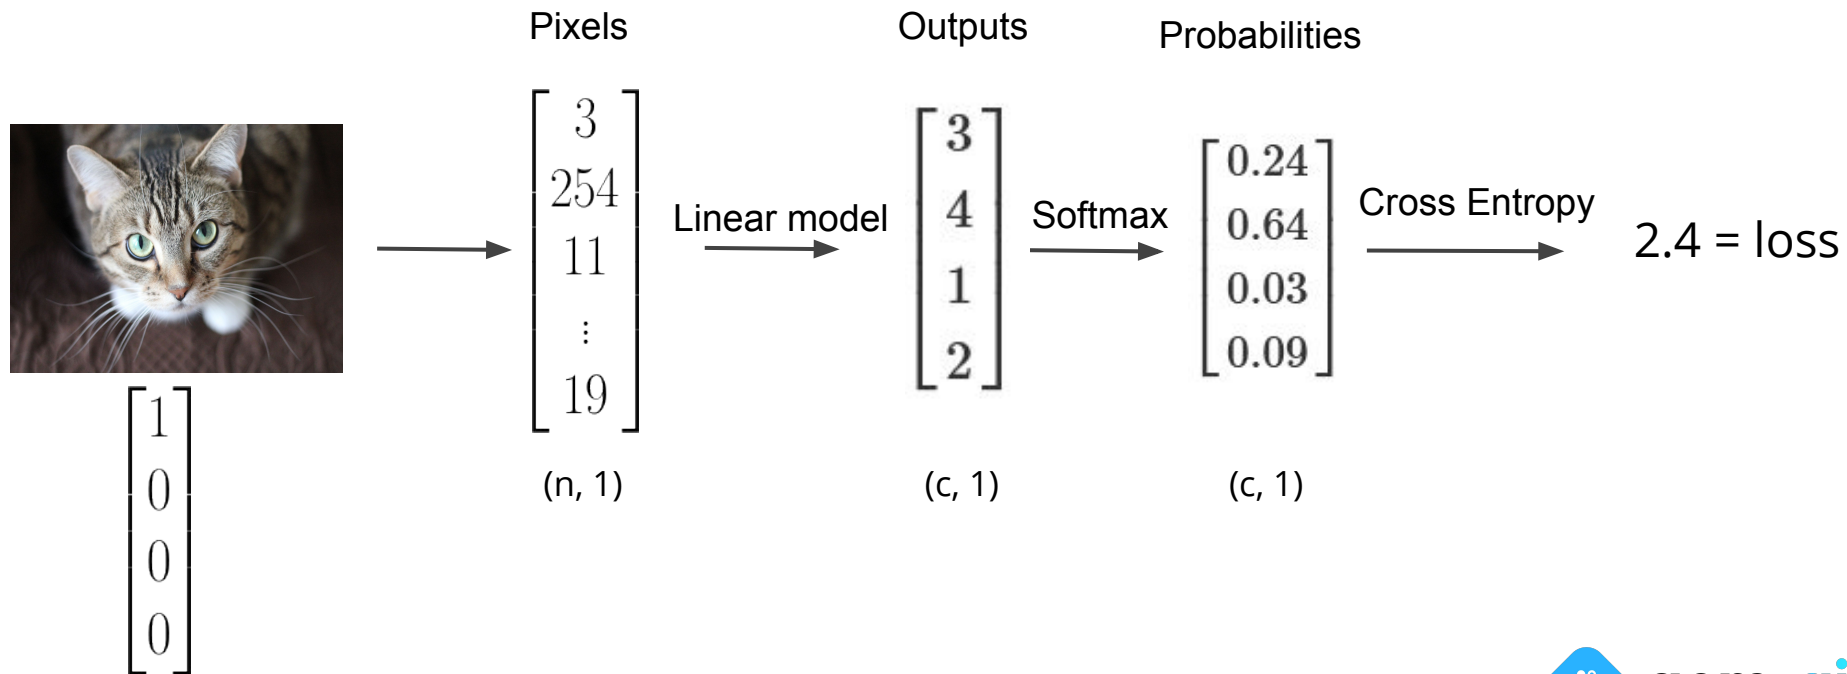 Pixels
Outputs
Probabilities
3
254
11
⋮
19
(n, 1)
Linear model
3
4
1
2
(c, 1)
Softmax
0.24
0.64
0.03
0.09
(c, 1)
Cross Entropy
2.4 = loss
1
0
0
0